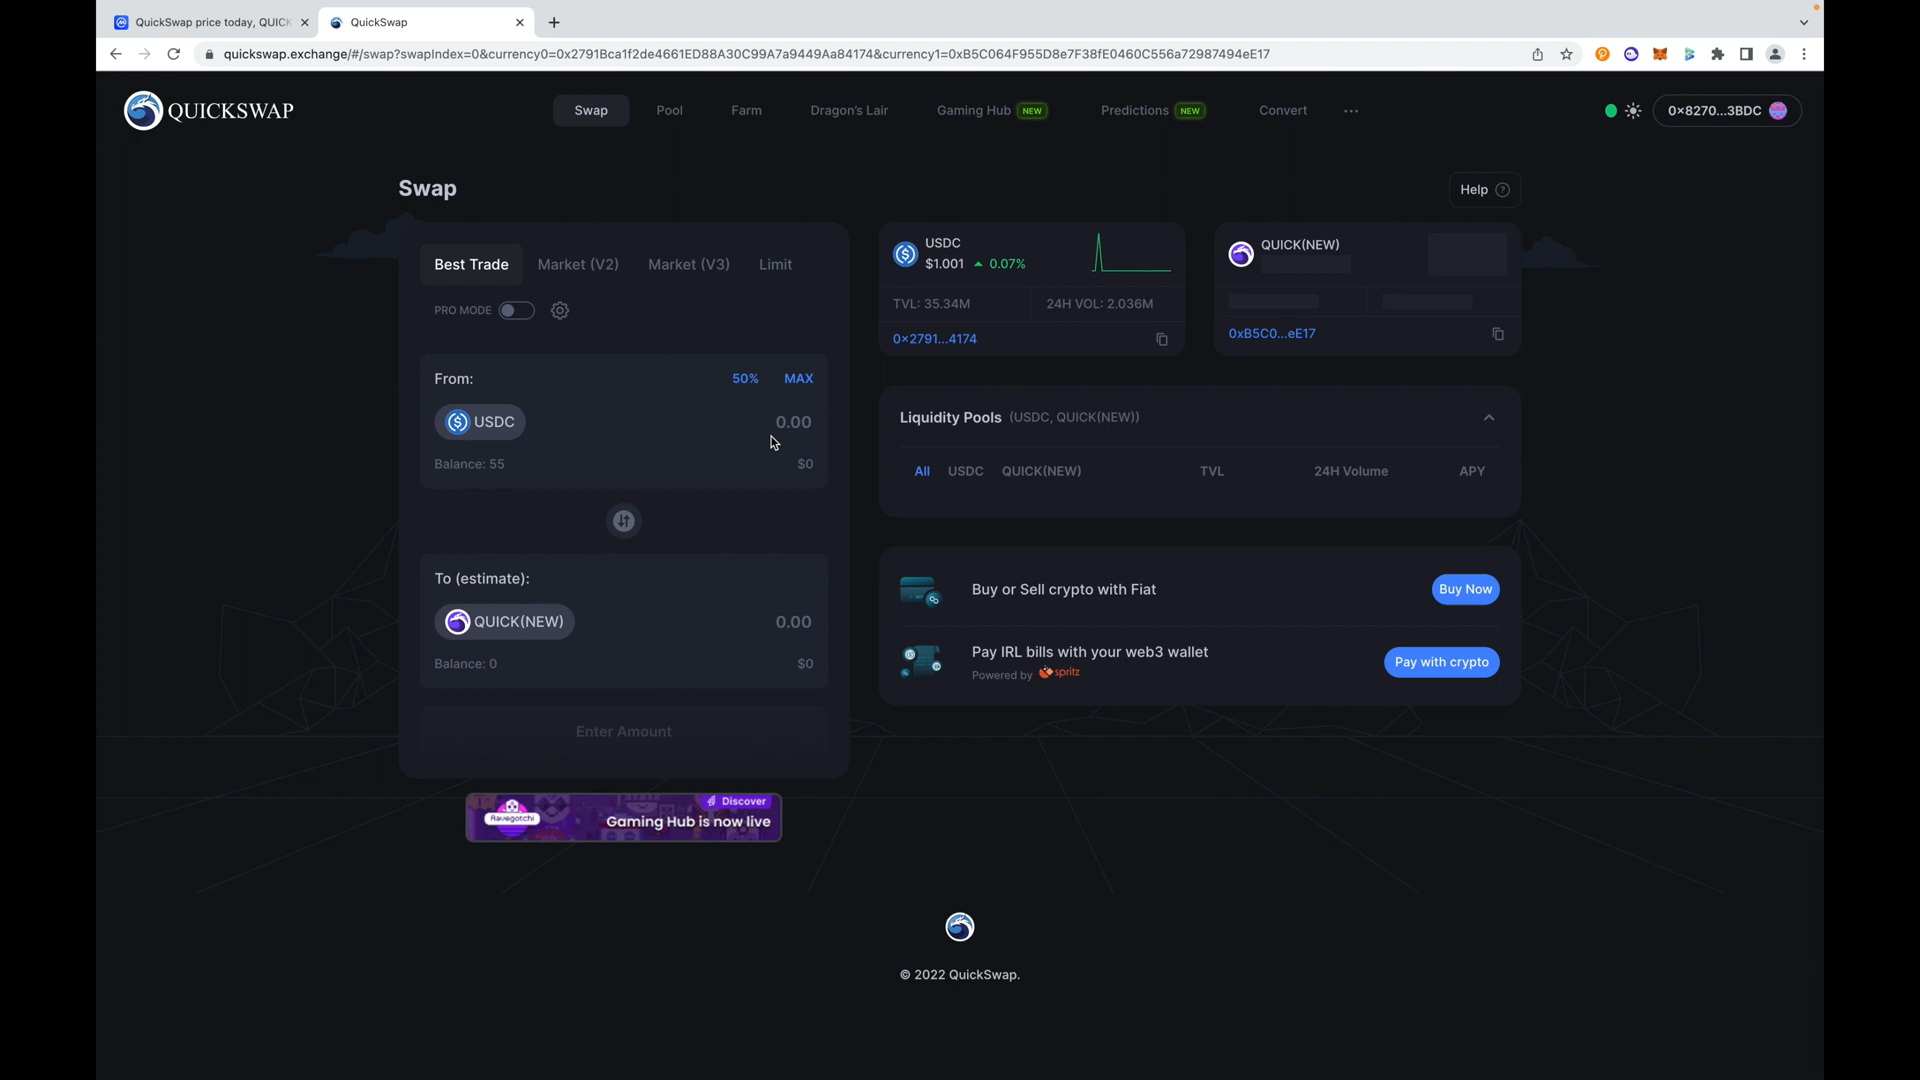 QuickSwap price today, QUICK
QuickSwap
quickswap.exchange/#/swap?swapIndex=0&currency0=0x2791Bca1f2de4661ED88A30C99A7a9449Aa84174&currency1=0xB5C064F955D8e7F38fE0460C556a72987494eE17
QUICKSWAP
Swap
Pool
Farm
Dragon's Lair
Gaming Hub NEW
Predictions NEW
Convert
0x8270...3BDC
Swap
Help
Best Trade
Market (V2)
Market (V3)
Limit
PRO MODE
From:
50%
MAX
USDC
0.00
Balance: 55
$0
To (estimate):
QUICK(NEW)
0.00
Balance: 0
$0
Enter Amount
Aavegotchi
Discover
Gaming Hub is now live
USDC
$1.001 0.07%
TVL: 35.34M
24H VOL: 2.036M
0x2791...4174
QUICK(NEW)
0xB5C0...eE17
Liquidity Pools (USDC, QUICK(NEW))
All USDC QUICK(NEW) TVL 24H Volume APY
Buy or Sell crypto with Fiat
Buy Now
Pay IRL bills with your web3 wallet
Powered by spritz
Pay with crypto
© 2022 QuickSwap.